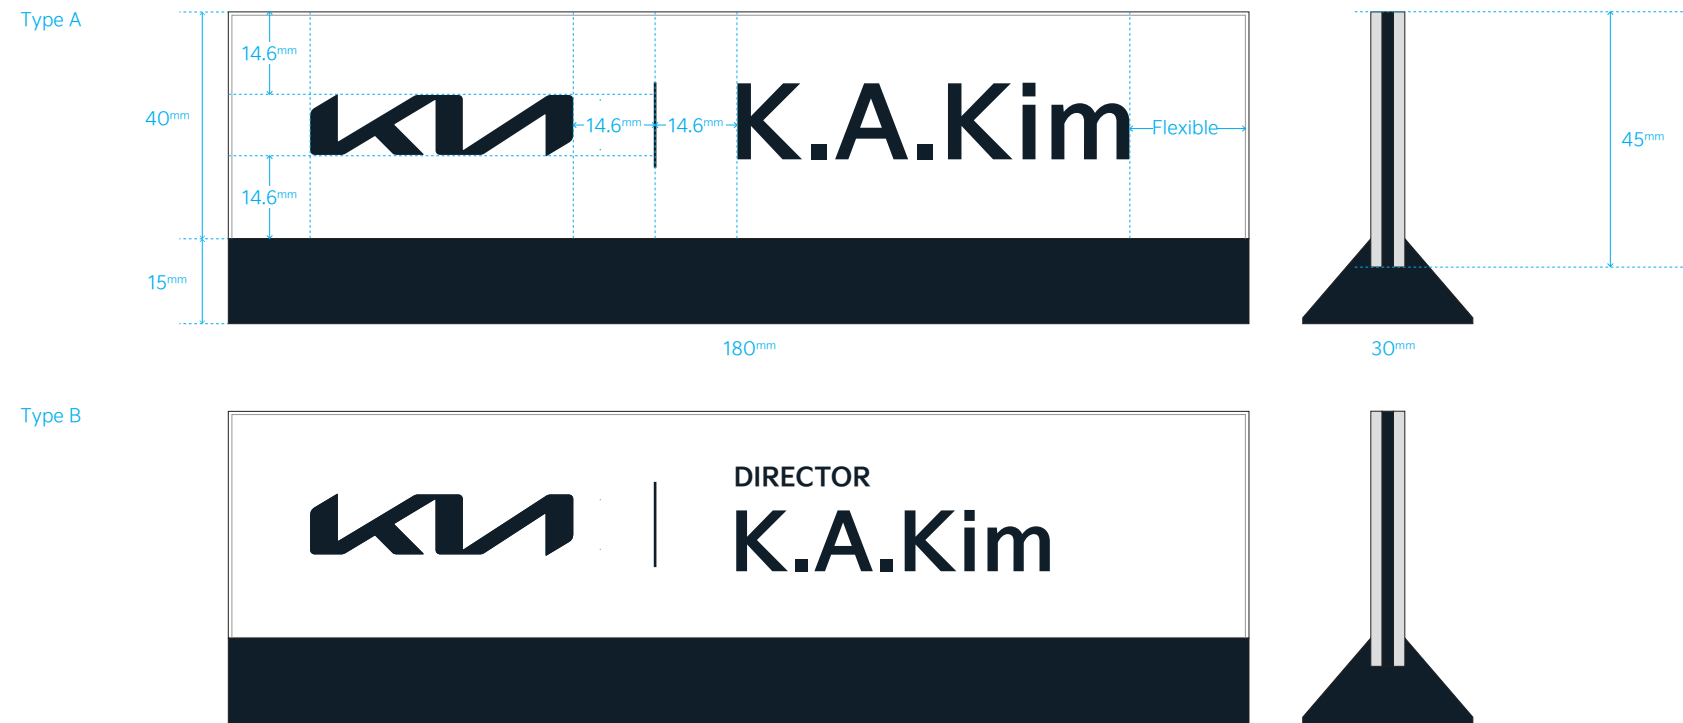 Type A
14.6mm
40mm
KIA
14.6mm
14.6mm
K.A.Kim
Flexible
45mm
14.6mm
15mm
180mm
30mm
Type B
DIRECTOR
KIA
K.A.Kim